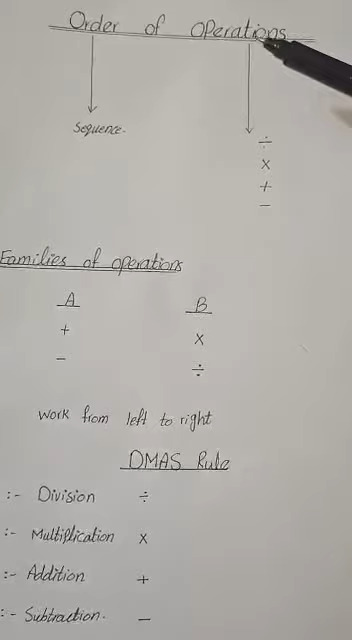 Order of operations
Sequence.
÷
×
+
−
Families of operations
A B
+ ×
− ÷
work from left to right
DMAS Rule
:- Division ÷
:- Multiplication ×
:- Addition +
:- Subtraction. −